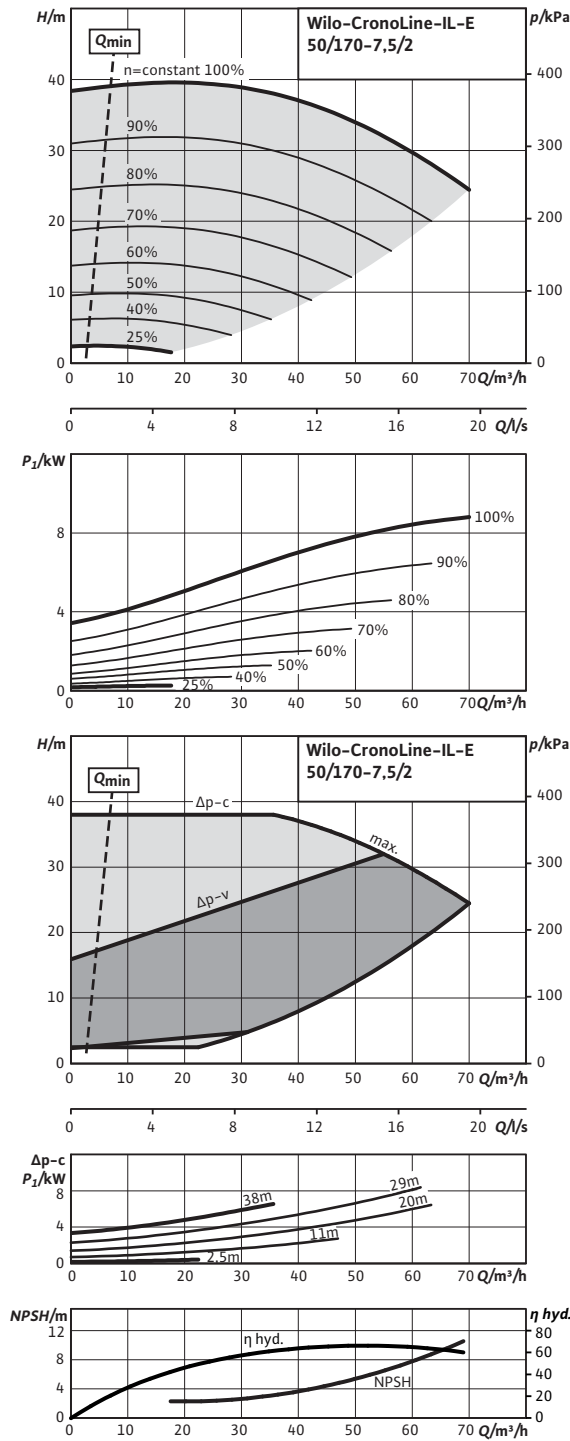 H/m
Qmin
Wilo-CronoLine-IL-E
50/170-7,5/2
p/kPa
n=constant 100%
40
400
90%
30
300
80%
20
70%
200
60%
50%
10
40%
100
25%
0
0
0 10 20 30 40 50 60 70 Q/m³/h
0 4 8 12 16 20 Q/l/s
P₁/kW
8
100%
90%
4
80%
70%
60%
50%
40%
25%
0
0 10 20 30 40 50 60 Q/m³/h
H/m
Qmin
Wilo-CronoLine-IL-E
50/170-7,5/2
p/kPa
40
Δp-c
400
max.
30
300
Δp-v
20
200
10
100
0
0
0 10 20 30 40 50 60 70 Q/m³/h
0 4 8 12 16 20 Q/l/s
Δp-c
P₁/kW
8
38m
29m
20m
4
11m
2,5m
0
0 10 20 30 40 50 60 70 Q/m³/h
NPSH/m
η hyd.
12
η hyd.
80
8
60
40
4
NPSH
20
0
0
0 10 20 30 40 50 60 Q/m³/h